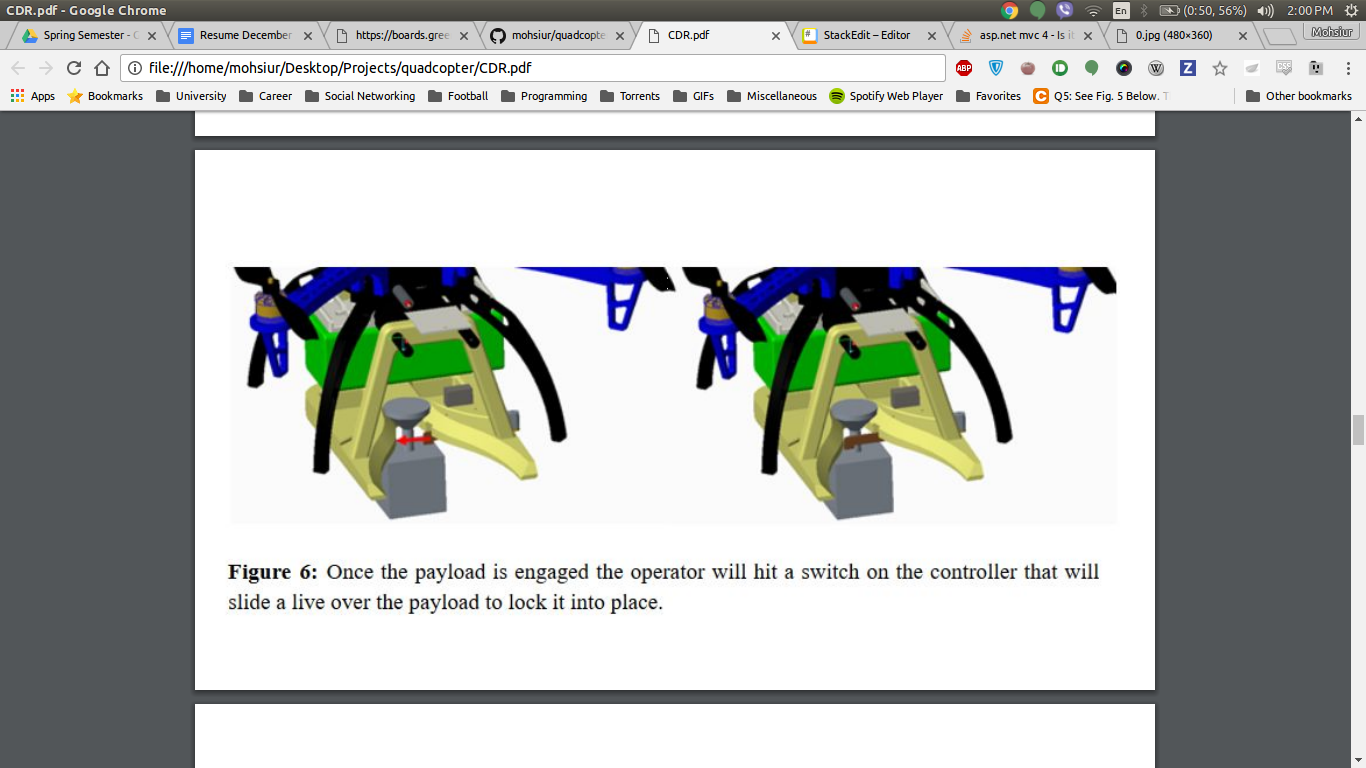 CDR.pdf - Google Chrome
En
(0:50, 56%)
2:00 PM
Spring Semester - C
Resume December
https://boards.gree
mohsiur/quadcopte
CDR.pdf
StackEdit – Editor
asp.net mvc 4 - Is it
0.jpg (480×360)
Mohsiur
file:///home/mohsiur/Desktop/Projects/quadcopter/CDR.pdf
ABP
W
Z
CSS
Apps
Bookmarks
University
Career
Social Networking
Football
Programming
Torrents
GIFs
Miscellaneous
Spotify Web Player
Favorites
C
Q5: See Fig. 5 Below. T
Other bookmarks
Figure 6: Once the payload is engaged the operator will hit a switch on the controller that will
slide a live over the payload to lock it into place.